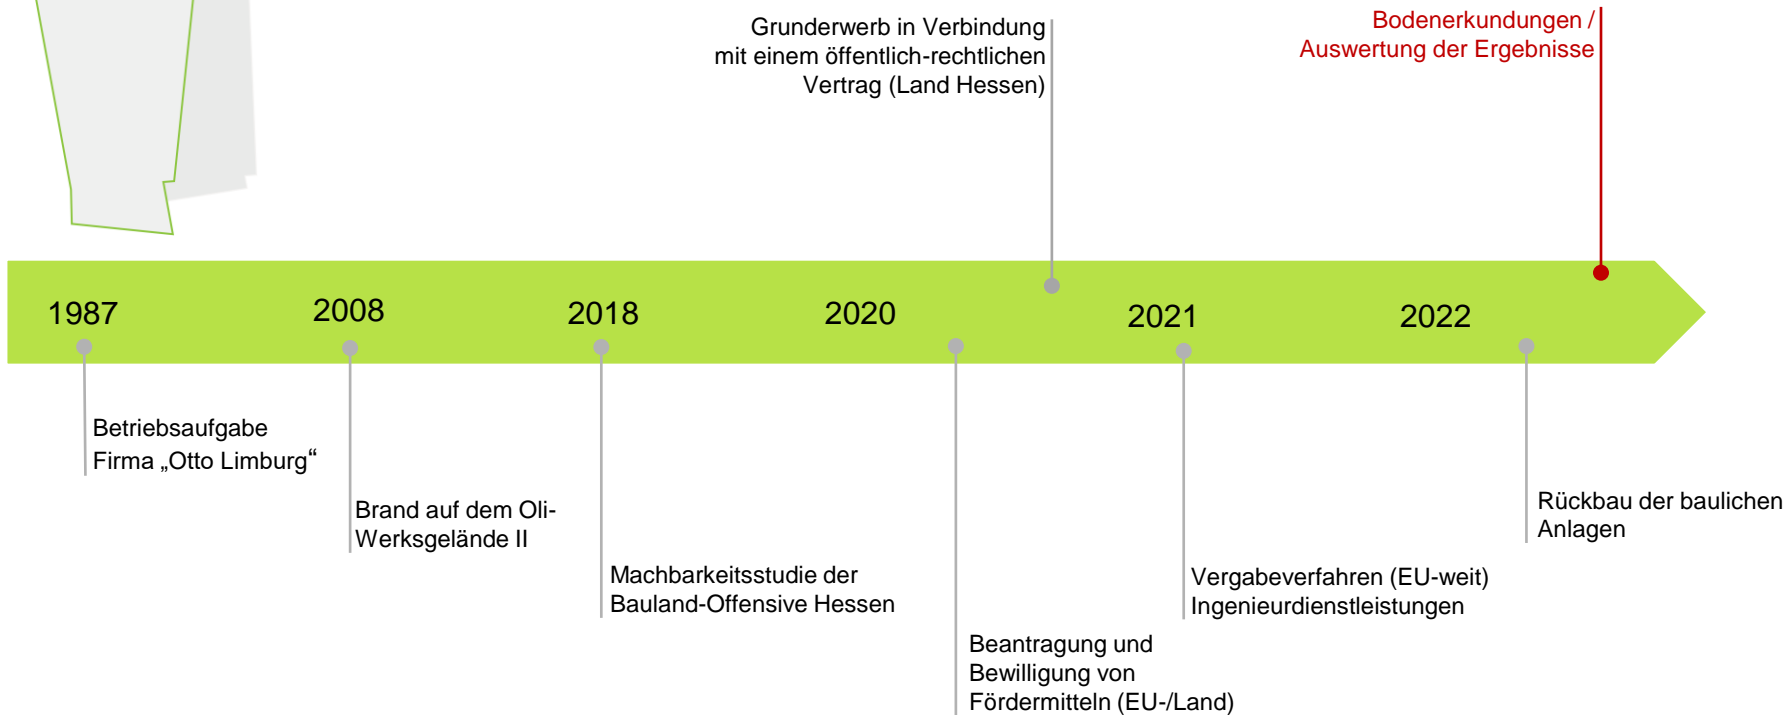 Grunderwerb in Verbindung
mit einem öffentlich-rechtlichen
Vertrag (Land Hessen)
Bodenerkundungen /
Auswertung der Ergebnisse
1987
2008
2018
2020
2021
2022
Betriebsaufgabe
Firma „Otto Limburg“
Brand auf dem Oli-
Werksgelände II
Machbarkeitsstudie der
Bauland-Offensive Hessen
Beantragung und
Bewilligung von
Fördermitteln (EU-/Land)
Vergabeverfahren (EU-weit)
Ingenieurdienstleistungen
Rückbau der baulichen
Anlagen